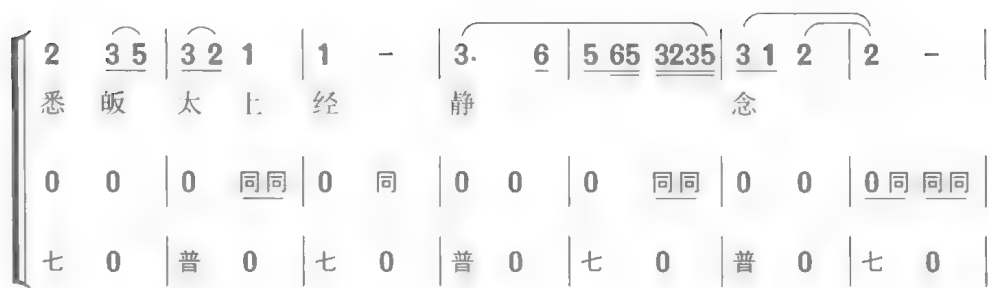 2 3 5 | 3 2 1 | 1 - | 3. 6 | 5 65 3235 | 3 1 2 | 2 - |
悉 皈 太 上 经 静 念
0 0 | 0 同同 | 0 同 | 0 0 | 0 同同 | 0 0 | 0同 同同 |
七 0 | 普 0 | 七 0 | 普 0 | 七 0 | 普 0 | 七 0 |